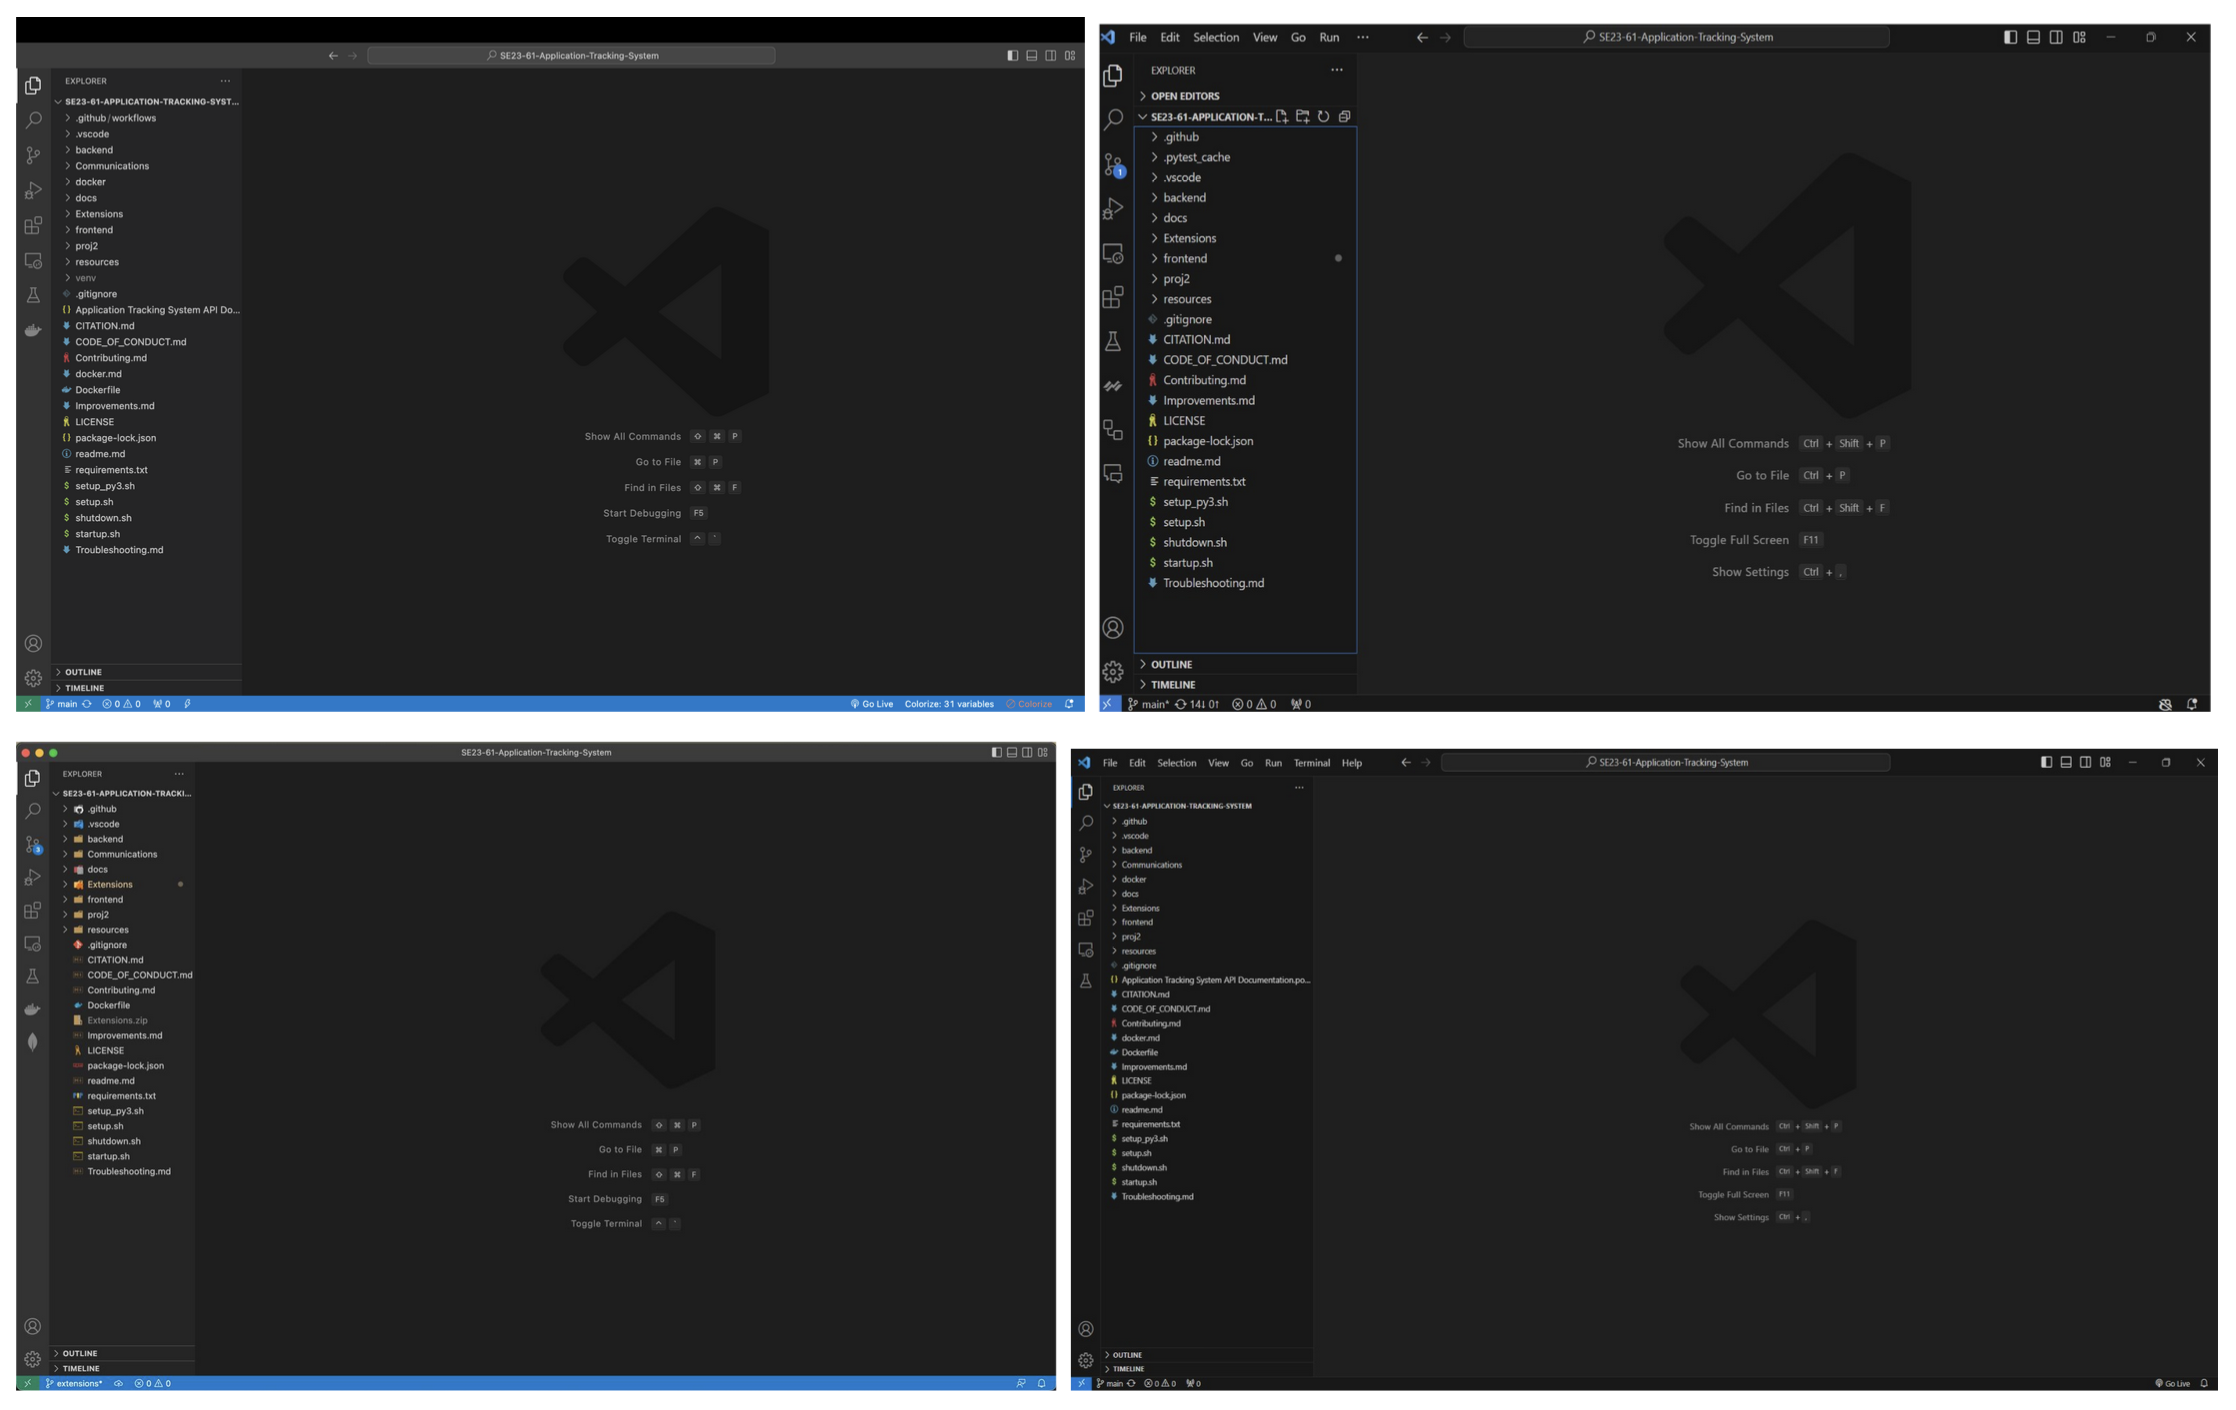 SE23-61-Application-Tracking-System
EXPLORER
SE23-61-APPLICATION-TRACKING-SYST...
.github/workflows
.vscode
backend
Communications
docker
docs
Extensions
frontend
proj2
resources
venv
.gitignore
Application Tracking System API Do...
CITATION.md
CODE_OF_CONDUCT.md
Contributing.md
docker.md
Dockerfile
Improvements.md
LICENSE
package-lock.json
readme.md
requirements.txt
setup_py3.sh
setup.sh
shutdown.sh
startup.sh
Troubleshooting.md
Show All Commands ⇧ ⌘ P
Go to File ⌘ P
Find in Files ⇧ ⌘ F
Start Debugging F5
Toggle Terminal ^ `
OUTLINE
TIMELINE
main 0 0 0 Go Live Colorize: 31 variables Colorize
File Edit Selection View Go Run ··· SE23-61-Application-Tracking-System
EXPLORER
OPEN EDITORS
SE23-61-APPLICATION-T...
.github
.pytest_cache
.vscode
backend
docs
Extensions
frontend
proj2
resources
.gitignore
CITATION.md
CODE_OF_CONDUCT.md
Contributing.md
Improvements.md
LICENSE
package-lock.json
readme.md
requirements.txt
setup_py3.sh
setup.sh
shutdown.sh
startup.sh
Troubleshooting.md
1
Show All Commands Ctrl + Shift + P
Go to File Ctrl + P
Find in Files Ctrl + Shift + F
Toggle Full Screen F11
Show Settings Ctrl + ,
OUTLINE
TIMELINE
main* 14↓ 0↑ 0 0 0
SE23-61-Application-Tracking-System
EXPLORER
SE23-61-APPLICATION-TRACKI...
.github
.vscode
backend
Communications
docs
Extensions
frontend
proj2
resources
.gitignore
CITATION.md
CODE_OF_CONDUCT.md
Contributing.md
Dockerfile
Extensions.zip
Improvements.md
LICENSE
package-lock.json
readme.md
requirements.txt
setup_py3.sh
setup.sh
shutdown.sh
startup.sh
Troubleshooting.md
3
Show All Commands ⇧ ⌘ P
Go to File ⌘ P
Find in Files ⇧ ⌘ F
Start Debugging F5
Toggle Terminal ^ `
OUTLINE
TIMELINE
extensions* 0 0
File Edit Selection View Go Run Terminal Help SE23-61-Application-Tracking-System
EXPLORER
SE23-61-APPLICATION-TRACKING-SYSTEM
.github
.vscode
backend
Communications
docker
docs
Extensions
frontend
proj2
resources
.gitignore
Application Tracking System API Documentation.po...
CITATION.md
CODE_OF_CONDUCT.md
Contributing.md
docker.md
Dockerfile
Improvements.md
LICENSE
package-lock.json
readme.md
requirements.txt
setup_py3.sh
setup.sh
shutdown.sh
startup.sh
Troubleshooting.md
Show All Commands Ctrl + Shift + P
Go to File Ctrl + P
Find in Files Ctrl + Shift + F
Toggle Full Screen F11
Show Settings Ctrl + ,
OUTLINE
TIMELINE
main 0 0 0 Go Live